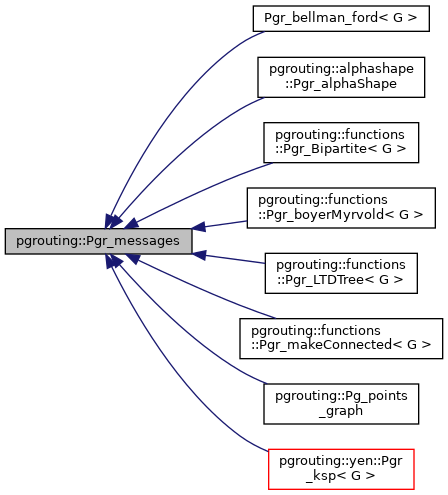 Pgr_bellman_ford< G >
pgrouting::alphashape
::Pgr_alphaShape
pgrouting::functions
::Pgr_Bipartite< G >
pgrouting::functions
::Pgr_boyerMyrvold< G >
pgrouting::Pgr_messages
pgrouting::functions
::Pgr_LTDTree< G >
pgrouting::functions
::Pgr_makeConnected< G >
pgrouting::Pg_points
_graph
pgrouting::yen::Pgr
_ksp< G >